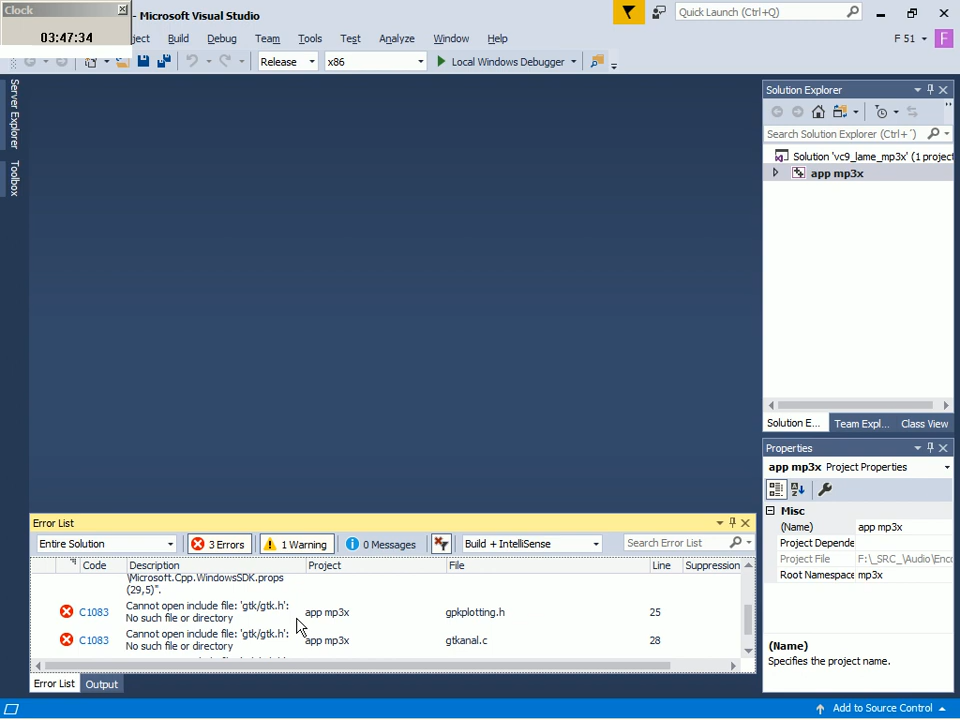 Clock
03:47:34
- Microsoft Visual Studio
Quick Launch (Ctrl+Q)
Build Debug Team Tools Test Analyze Window Help
F 51
F
Release x86 Local Windows Debugger
Server Explorer
Toolbox
Solution Explorer
Search Solution Explorer (Ctrl+¨)
Solution 'vc9_lame_mp3x' (1 project
app mp3x
Solution E... Team Expl... Class View
Properties
app mp3x Project Properties
Misc
(Name) app mp3x
Project Depende
Project File F:\_SRC_\Audio\Enco
Root Namespace mp3x
(Name)
Specifies the project name.
Error List
Entire Solution 3 Errors 1 Warning 0 Messages Build + IntelliSense Search Error List
Code Description Project File Line Suppression
\Microsoft.Cpp.WindowsSDK.props
(29,5)".
C1083 Cannot open include file: 'gtk/gtk.h': app mp3x gpkplotting.h 25
No such file or directory
C1083 Cannot open include file: 'gtk/gtk.h': app mp3x gtkanal.c 28
No such file or directory
Error List Output
Add to Source Control